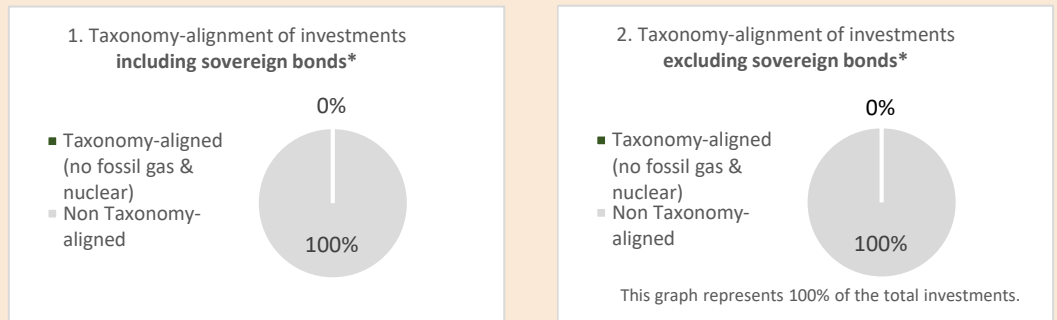 1. Taxonomy-alignment of investments
including sovereign bonds*
0%
Taxonomy-aligned
(no fossil gas &
nuclear)
Non Taxonomy-
aligned
100%
2. Taxonomy-alignment of investments
excluding sovereign bonds*
0%
Taxonomy-aligned
(no fossil gas &
nuclear)
Non Taxonomy-
aligned
100%
This graph represents 100% of the total investments.